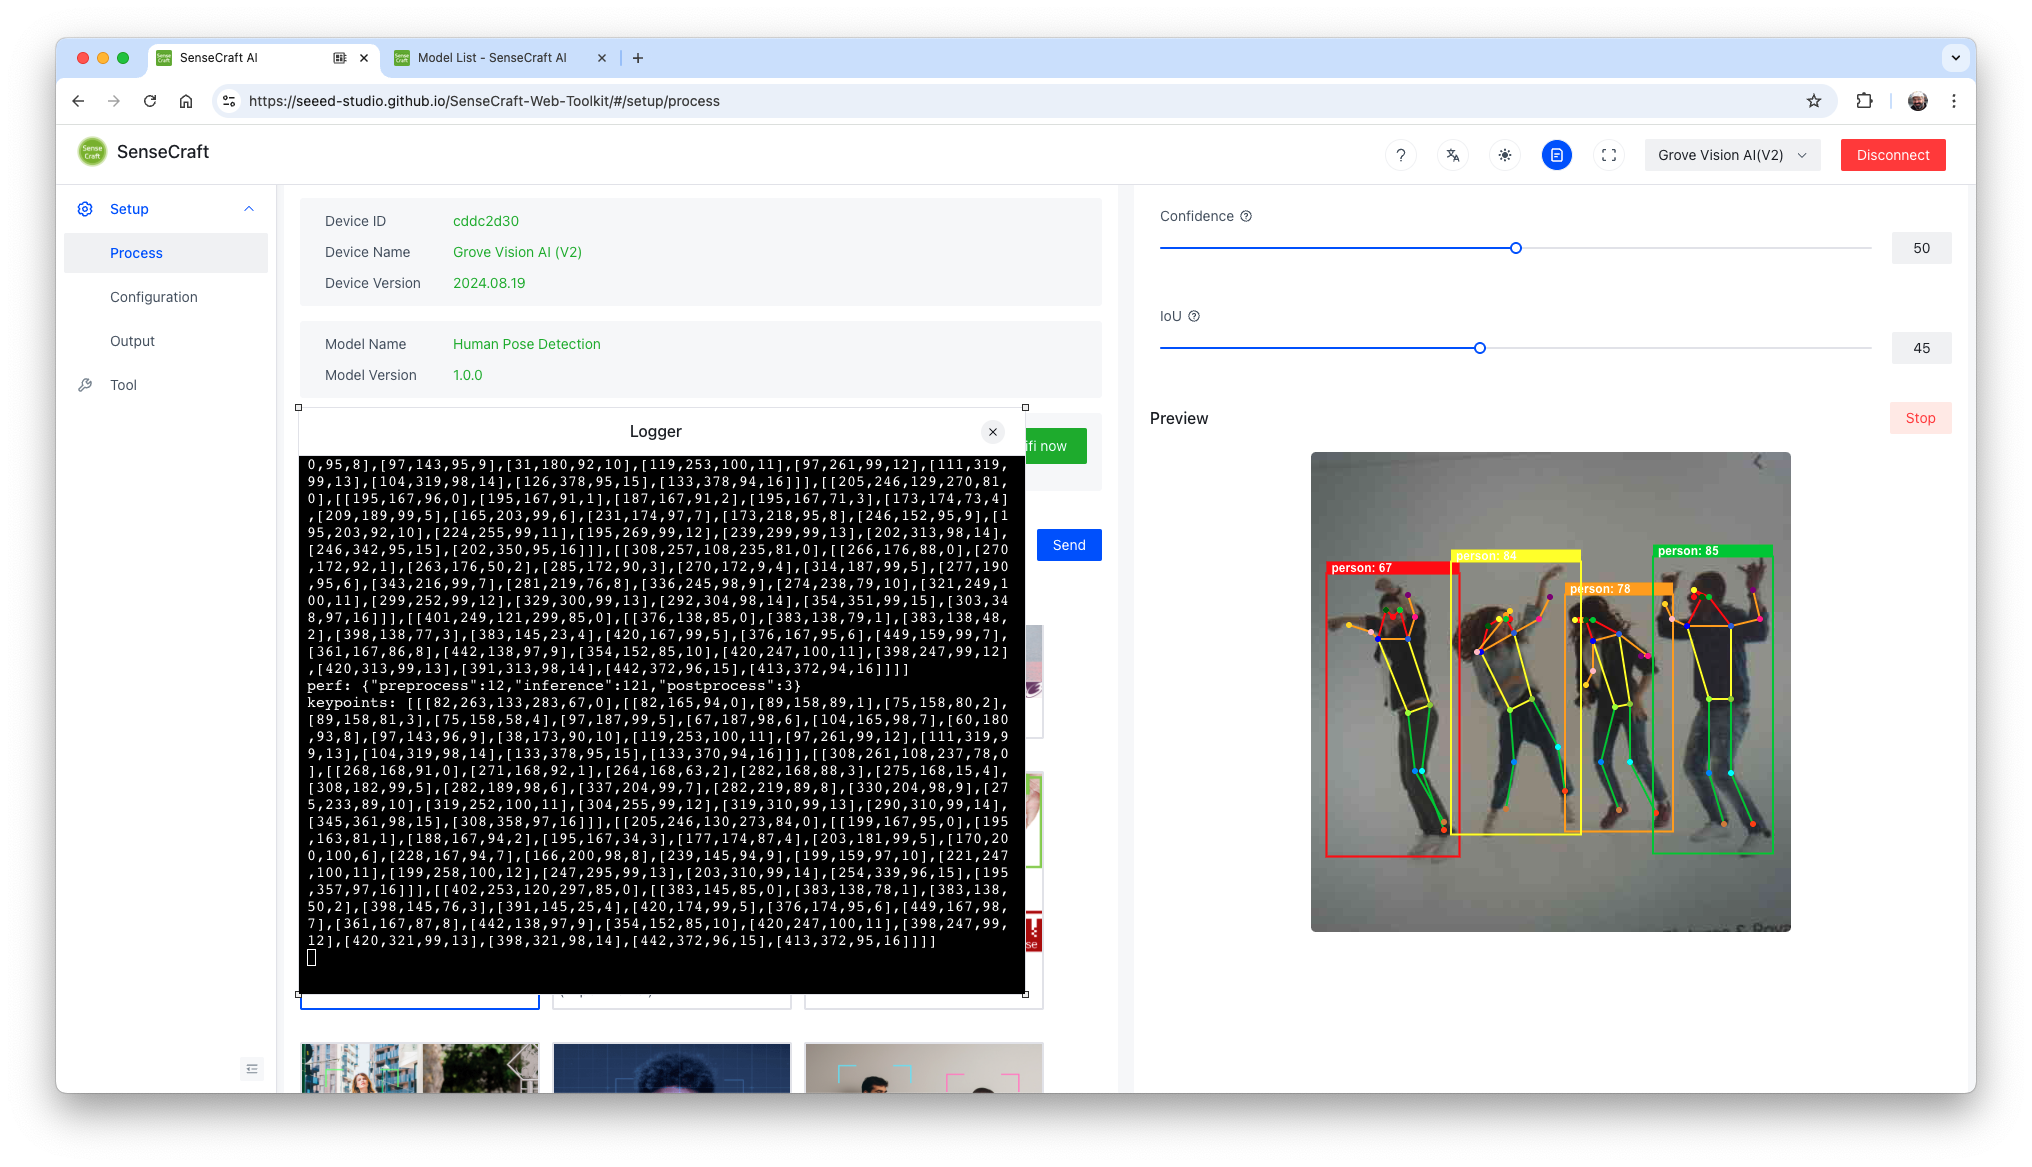 SenseCraft AI
Model List - SenseCraft AI
https://seeed-studio.github.io/SenseCraft-Web-Toolkit/#/setup/process
Sense Craft
SenseCraft
Grove Vision AI(V2)
Disconnect
Setup
Process
Configuration
Output
Tool
Device ID cddc2d30
Device Name Grove Vision AI (V2)
Device Version 2024.08.19
Model Name Human Pose Detection
Model Version 1.0.0
ifi now
Send
Logger
0,95,8],[97,143,95,9],[31,180,92,10],[119,253,100,11],[97,261,99,12],[111,319,
99,13],[104,319,98,14],[126,378,95,15],[133,378,94,16]]],[[205,246,129,270,81,
0],[[195,167,96,0],[195,167,91,1],[187,167,91,2],[195,167,71,3],[173,174,73,4]
,[209,189,99,5],[165,203,99,6],[231,174,97,7],[173,218,95,8],[246,152,95,9],[1
95,203,92,10],[224,255,99,11],[195,269,99,12],[239,299,99,13],[202,313,98,14],
[246,342,95,15],[202,350,95,16]]],[[308,257,108,235,81,0],[[266,176,88,0],[270
,172,92,1],[263,176,50,2],[285,172,90,3],[270,172,9,4],[314,187,99,5],[277,190
,95,6],[343,216,99,7],[281,219,76,8],[336,245,98,9],[274,238,79,10],[321,249,1
00,11],[299,252,99,12],[329,300,99,13],[292,304,98,14],[354,351,99,15],[303,34
8,97,16]]],[[401,249,121,299,85,0],[[376,138,85,0],[383,138,79,1],[383,138,48,
2],[398,138,77,3],[383,145,23,4],[420,167,99,5],[376,167,95,6],[449,159,99,7],
[361,167,86,8],[442,138,97,9],[354,152,85,10],[420,247,100,11],[398,247,99,12]
,[420,313,99,13],[391,313,98,14],[442,372,96,15],[413,372,94,16]]]]
perf: {"preprocess":12,"inference":121,"postprocess":3}
keypoints: [[[82,263,133,283,67,0],[[82,165,94,0],[89,158,89,1],[75,158,80,2],
[89,158,81,3],[75,158,58,4],[97,187,99,5],[67,187,98,6],[104,165,98,7],[60,180
,93,8],[97,143,96,9],[38,173,90,10],[119,253,100,11],[97,261,99,12],[111,319,9
9,13],[104,319,98,14],[133,378,95,15],[133,370,94,16]]],[[308,261,108,237,78,0
],[[268,168,91,0],[271,168,92,1],[264,168,63,2],[282,168,88,3],[275,168,15,4],
[308,182,99,5],[282,189,98,6],[337,204,99,7],[282,219,89,8],[330,204,98,9],[27
5,233,89,10],[319,252,100,11],[304,255,99,12],[319,310,99,13],[290,310,99,14],
[345,361,98,15],[308,358,97,16]]],[[205,246,130,273,84,0],[[199,167,95,0],[195
,163,81,1],[188,167,94,2],[195,167,34,3],[177,174,87,4],[203,181,99,5],[170,20
0,100,6],[228,167,94,7],[166,200,98,8],[239,145,94,9],[199,159,97,10],[221,247
,100,11],[199,258,100,12],[247,295,99,13],[203,310,99,14],[254,339,96,15],[195
,357,97,16]]],[[402,253,120,297,85,0],[[383,145,85,0],[383,138,78,1],[383,138,
50,2],[398,145,76,3],[391,145,25,4],[420,174,99,5],[376,174,95,6],[449,167,98,
7],[361,167,87,8],[442,138,97,9],[354,152,85,10],[420,247,100,11],[398,247,99,
12],[420,321,99,13],[398,321,98,14],[442,372,96,15],[413,372,95,16]]]]
se
Confidence
50
IoU
45
Preview
Stop
person: 85
person: 84
person: 67
person: 78